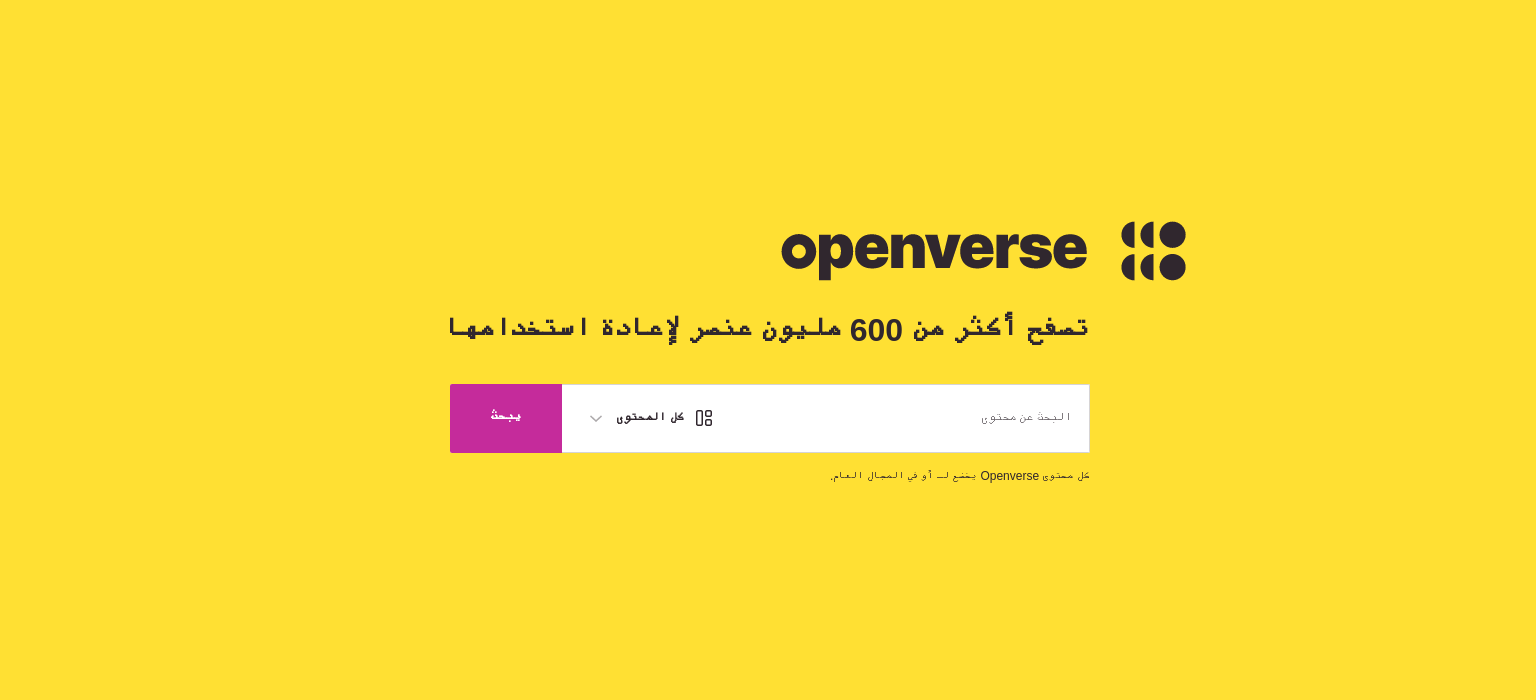 openverse
تصفح أكثر من 600 مليون عنصر لإعادة استخدامها
البحث عن محتوى
كل المحتوى
يبحث
كل محتوى Openverse يخضع لـ أو في المجال العام.